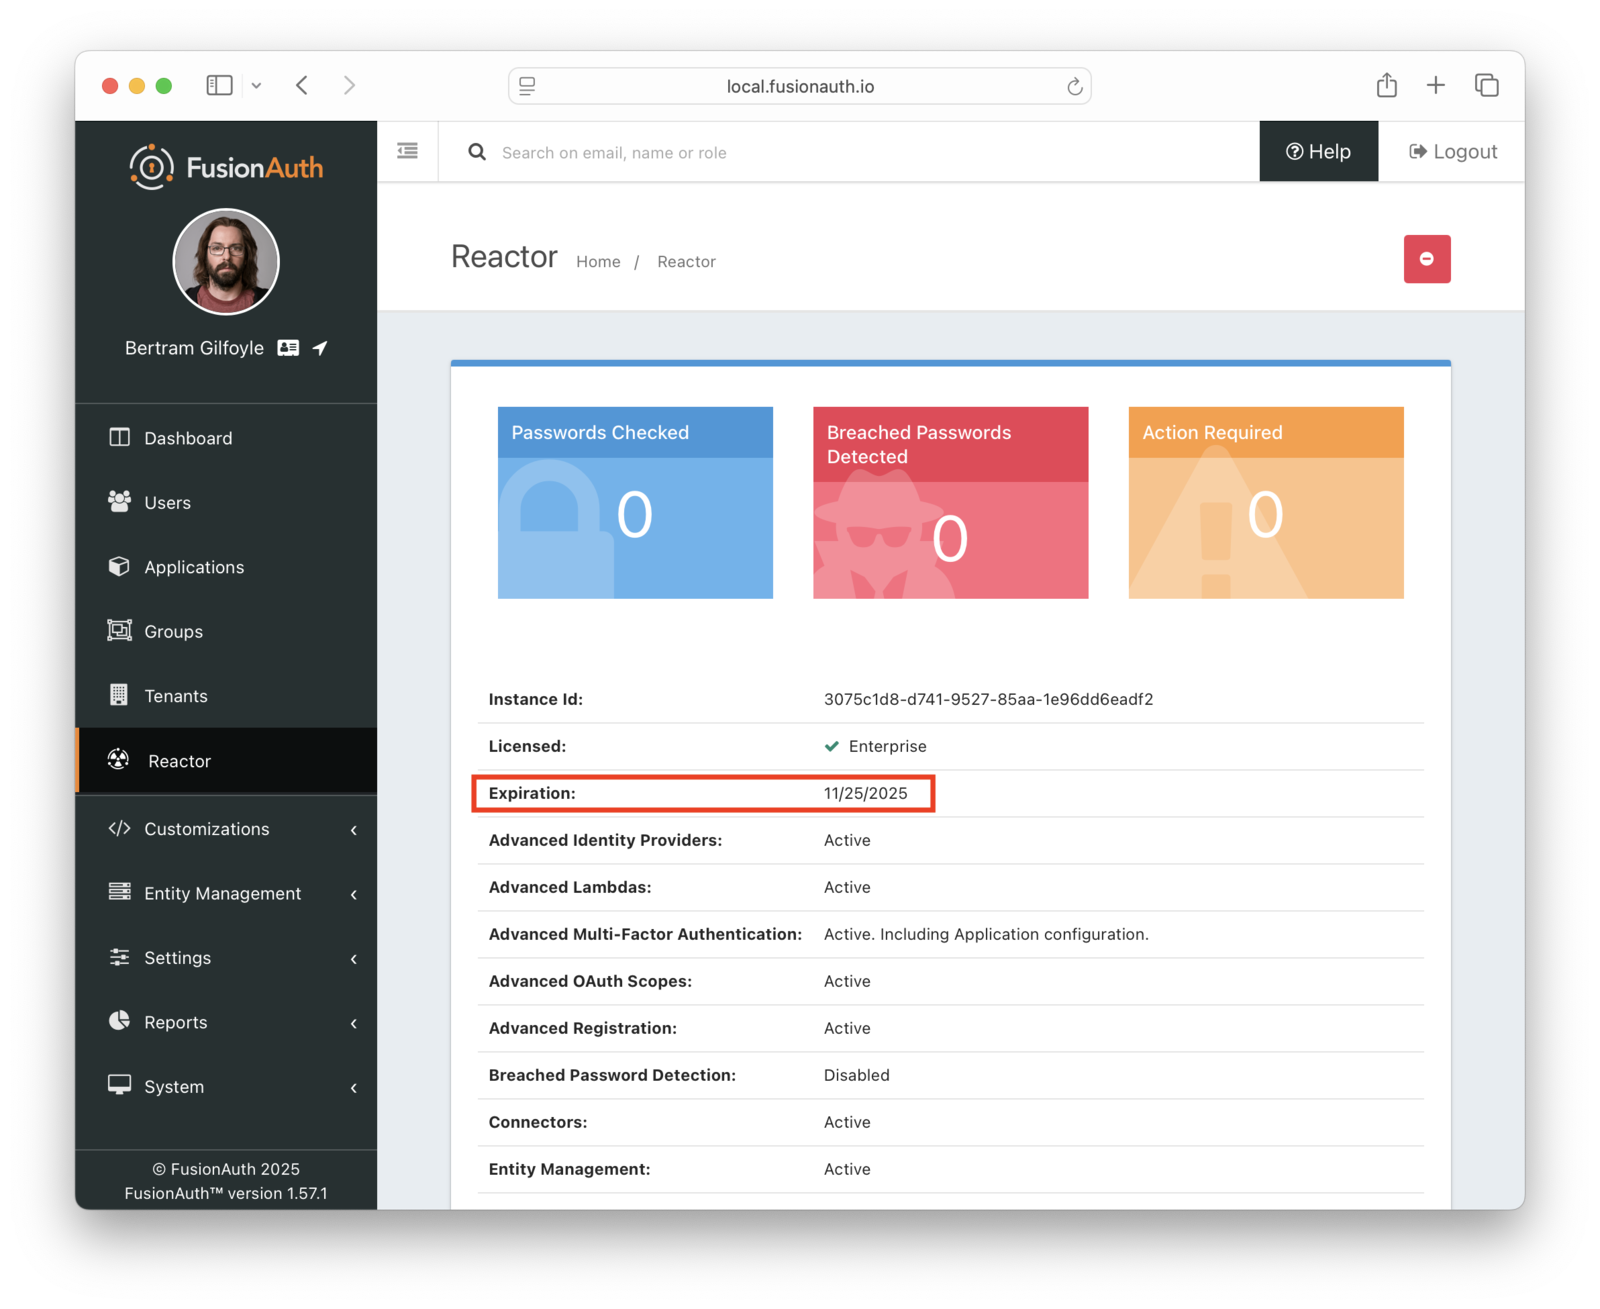 local.fusionauth.io
FusionAuth
Search on email, name or role
Help
Logout
Bertram Gilfoyle
Dashboard
Users
Applications
Groups
Tenants
Reactor
Customizations
Entity Management
Settings
Reports
System
© FusionAuth 2025
FusionAuth™ version 1.57.1
Reactor Home / Reactor
Passwords Checked
0
Breached Passwords
Detected
0
Action Required
0
Instance Id: 3075c1d8-d741-9527-85aa-1e96dd6eadf2
Licensed: Enterprise
Expiration: 11/25/2025
Advanced Identity Providers: Active
Advanced Lambdas: Active
Advanced Multi-Factor Authentication: Active. Including Application configuration.
Advanced OAuth Scopes: Active
Advanced Registration: Active
Breached Password Detection: Disabled
Connectors: Active
Entity Management: Active